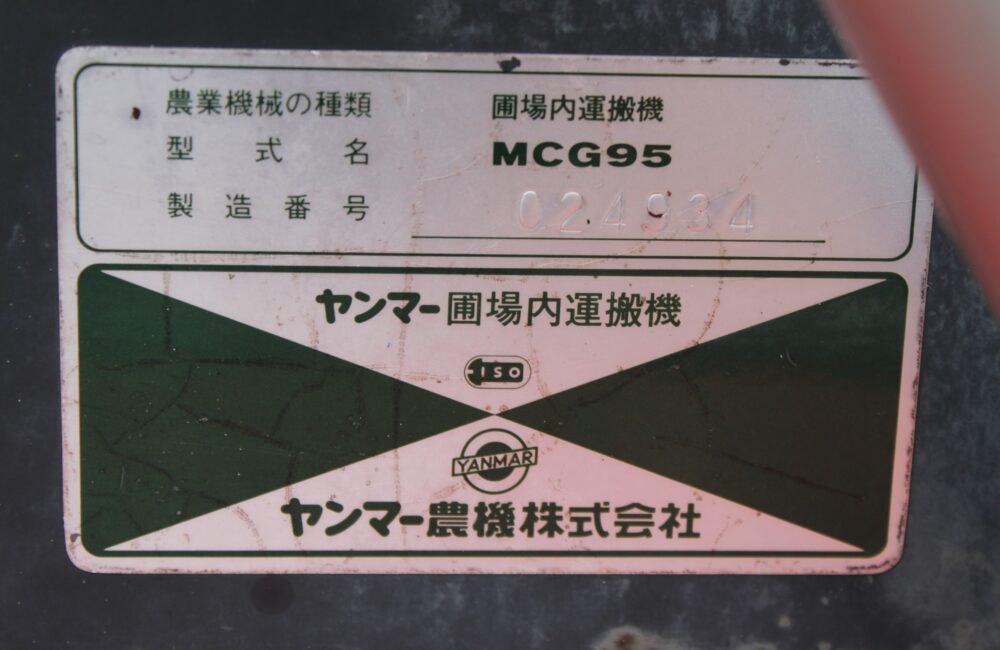 農業機械の種類 圃場内運搬機
型式名 MCG95
製造番号 024934
ヤンマー圃場内運搬機
ISO
YANMAR
ヤンマー農機株式会社